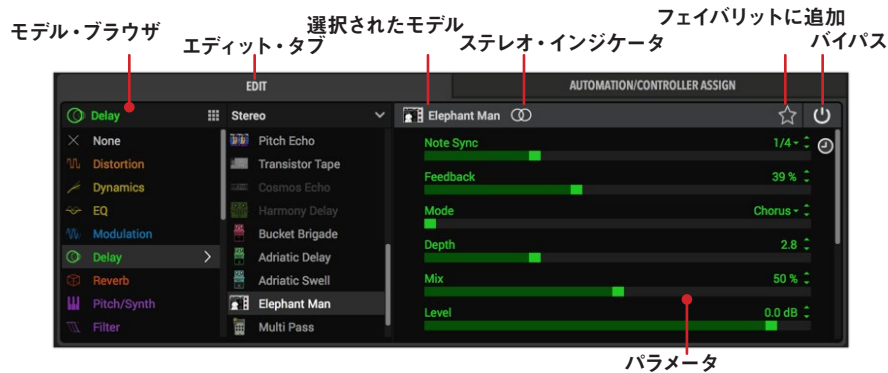 モデル・ブラウザ
エディット・タブ
選択されたモデル
ステレオ・インジケータ
フェイバリットに追加
バイパス
EDIT
AUTOMATION/CONTROLLER ASSIGN
Delay
Stereo
Elephant Man
None
Distortion
Dynamics
EQ
Modulation
Delay
Reverb
Pitch/Synth
Filter
Pitch Echo
Transistor Tape
Cosmos Echo
Harmony Delay
Bucket Brigade
Adriatic Delay
Adriatic Swell
Elephant Man
Multi Pass
Note Sync 1/4
Feedback 39 %
Mode Chorus
Depth 2.8
Mix 50 %
Level 0.0 dB
パラメータ